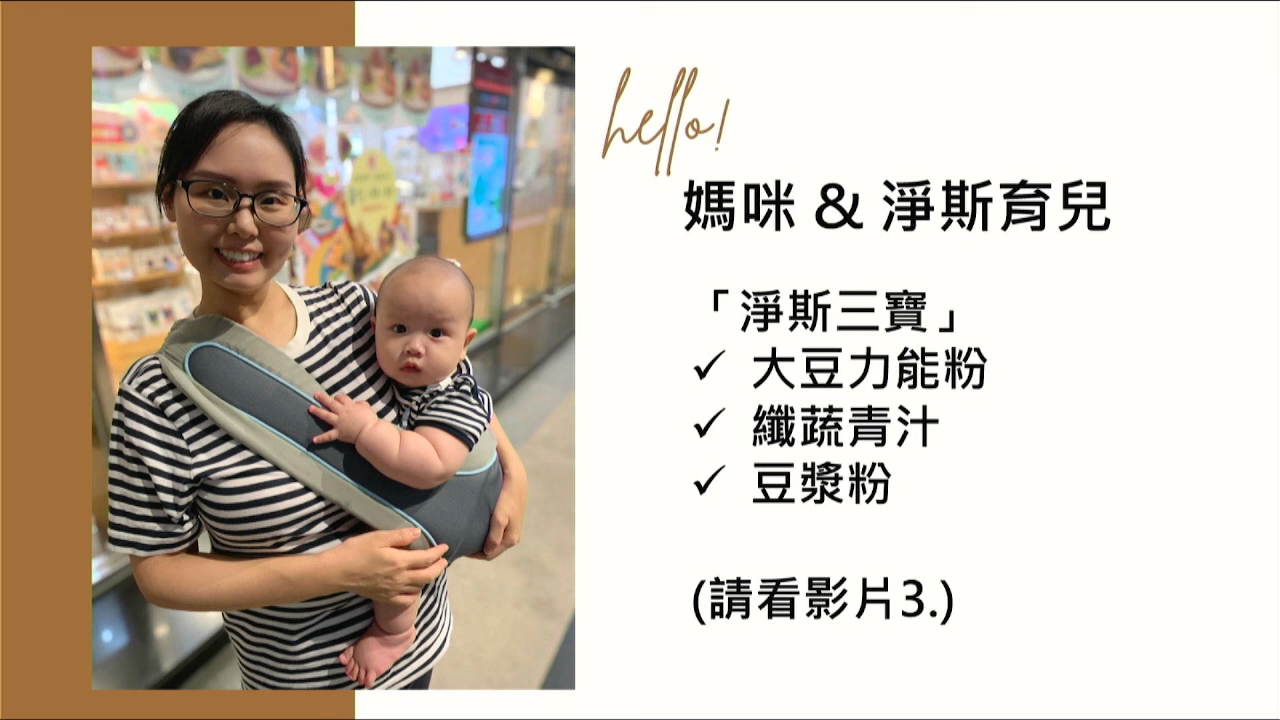 hello!
媽咪 & 淨斯育兒
「淨斯三寶」
✓ 大豆力能粉
✓ 纖蔬青汁
✓ 豆漿粉
(請看影片3.)